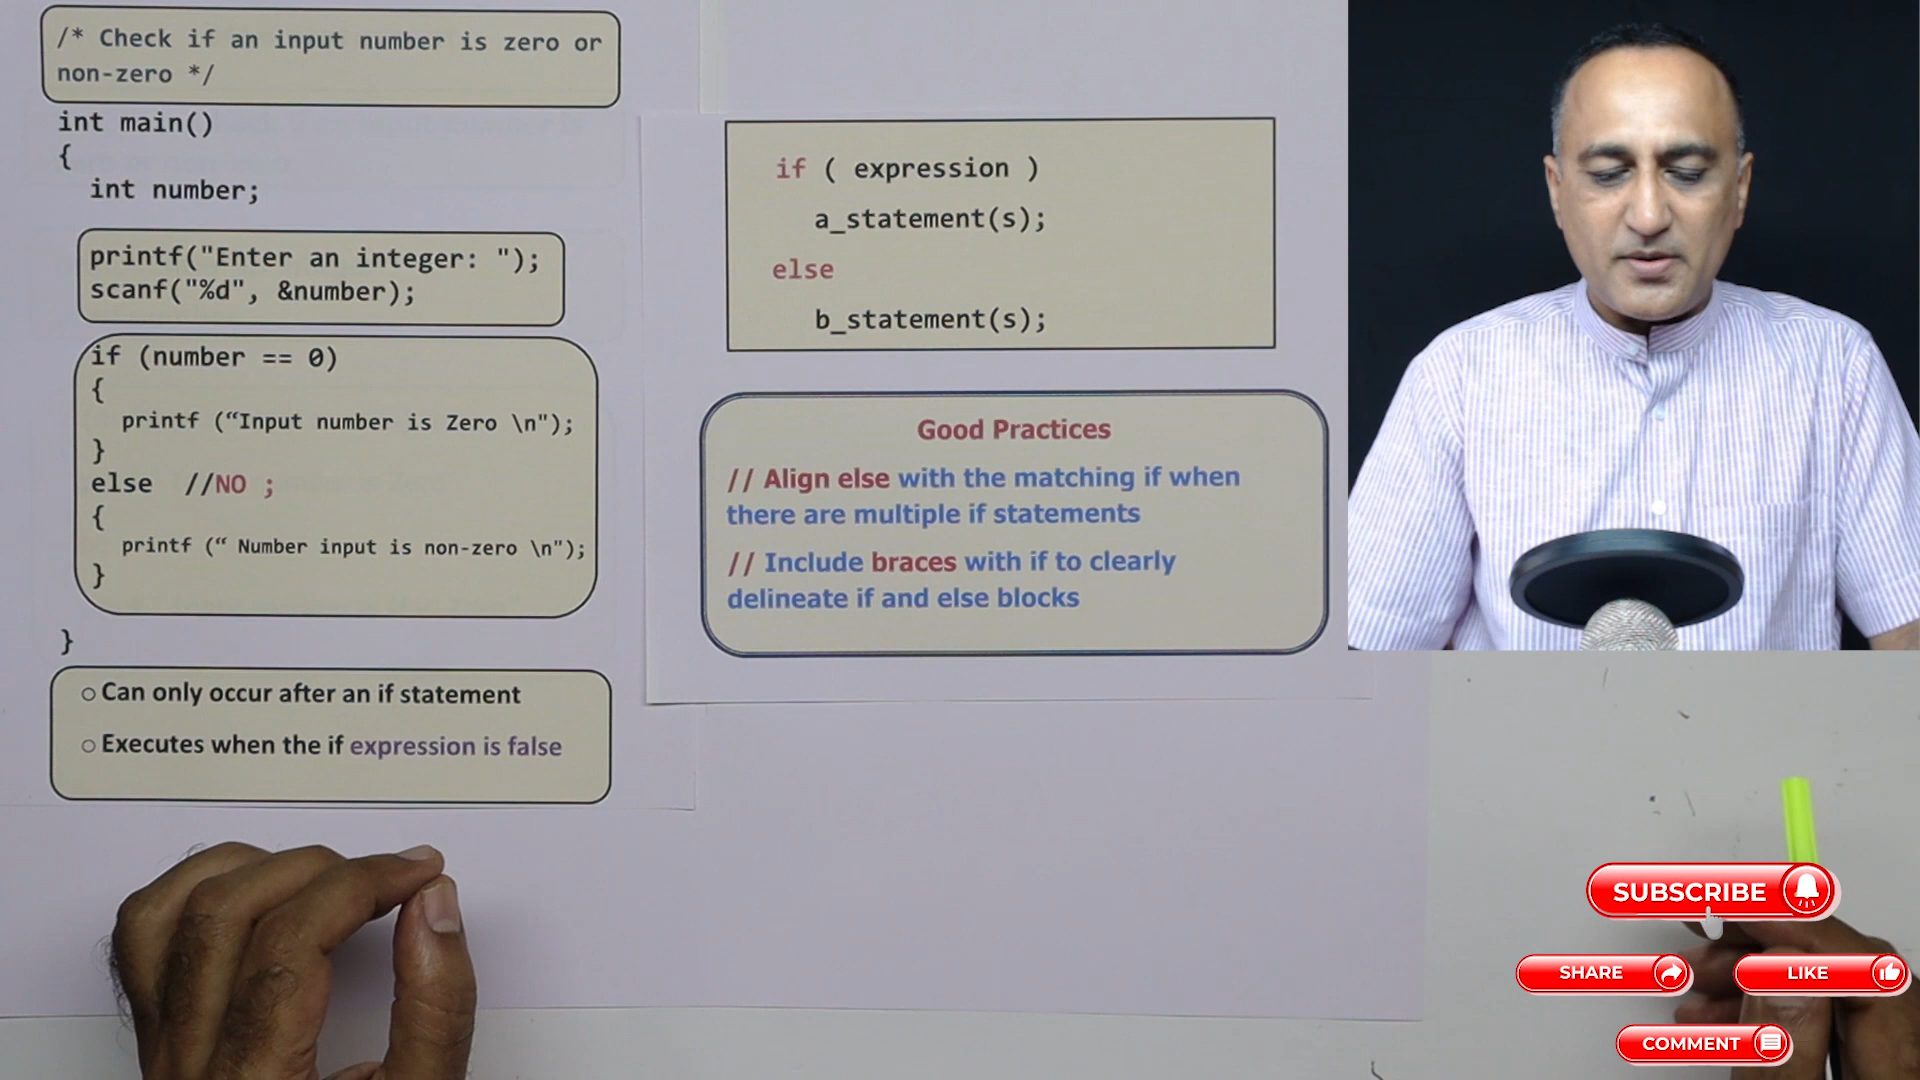 /* Check if an input number is zero or
non-zero */
int main()
{
int number;
printf("Enter an integer: ");
scanf("%d", &number);
if (number == 0)
{
printf (“Input number is Zero \n");
}
else //NO ;
{
printf (“ Number input is non-zero \n");
}
}
○ Can only occur after an if statement
○ Executes when the if expression is false
if ( expression )
a_statement(s);
else
b_statement(s);
Good Practices
// Align else with the matching if when
there are multiple if statements
// Include braces with if to clearly
delineate if and else blocks
SUBSCRIBE
SHARE
LIKE
COMMENT